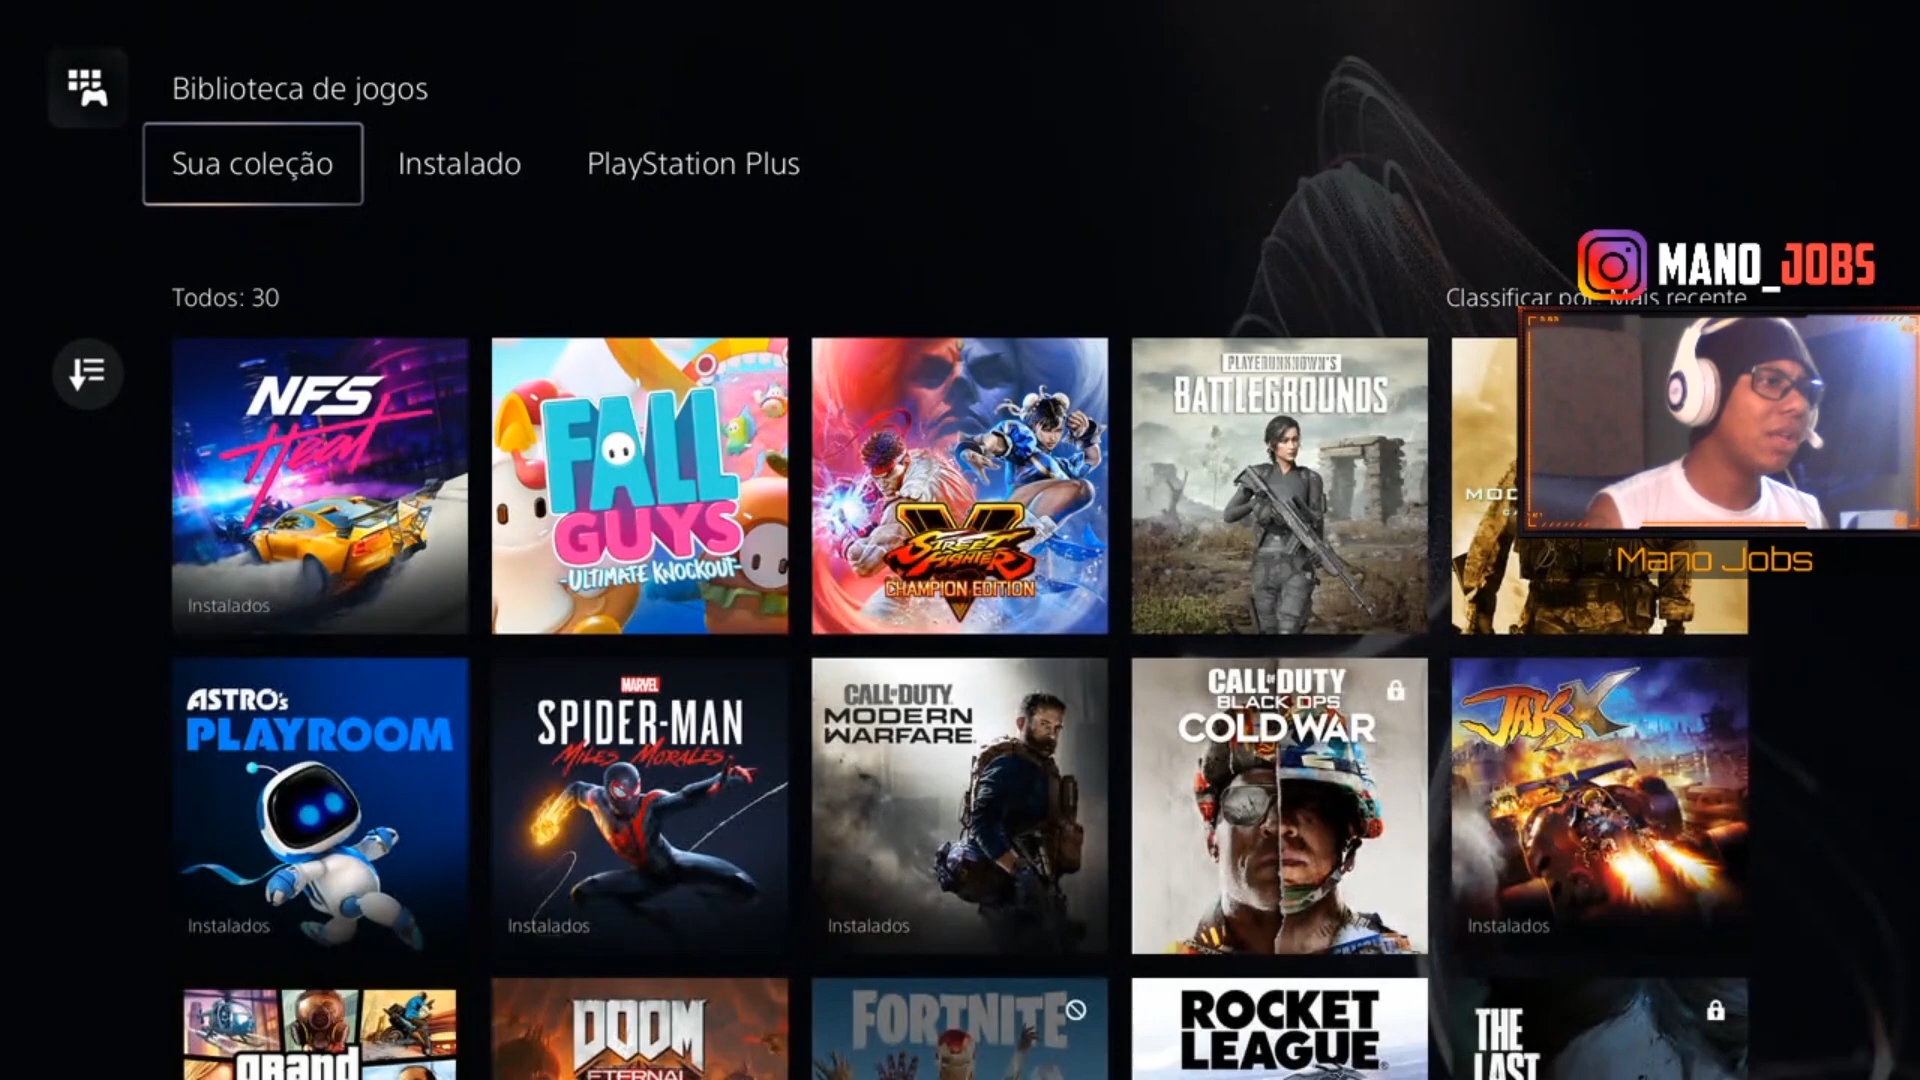 Biblioteca de jogos
Sua coleção
Instalado
PlayStation Plus
MANO_JOBS
Todos: 30
Classificar por: Mais recente
NFS
Heat
Instalados
FALL
GUYS
-ULTIMATE KNOCKOUT-
STREET
FIGHTER
V
CHAMPION EDITION
PLAYERUNKNOWN'S
BATTLEGROUNDS
Mano Jobs
ASTRO's
PLAYROOM
Instalados
MARVEL
SPIDER-MAN
MILES MORALES
Instalados
CALL OF DUTY
MODERN
WARFARE
Instalados
CALL OF DUTY
BLACK OPS
COLD WAR
JAK X
Instalados
grand
DOOM
ETERNAL
FORTNITE
ROCKET
LEAGUE
THE
LAST